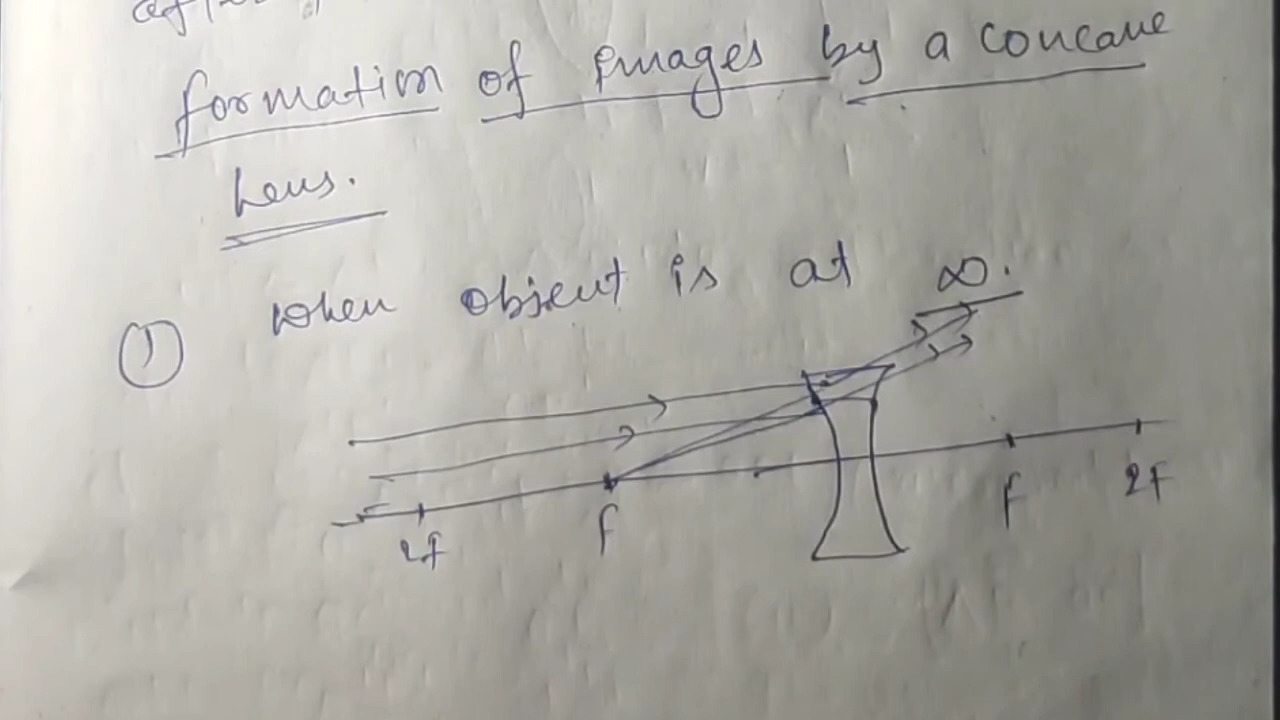 formation of images by a concave
Lens.
① when object is at ∞.
2f f f 2f